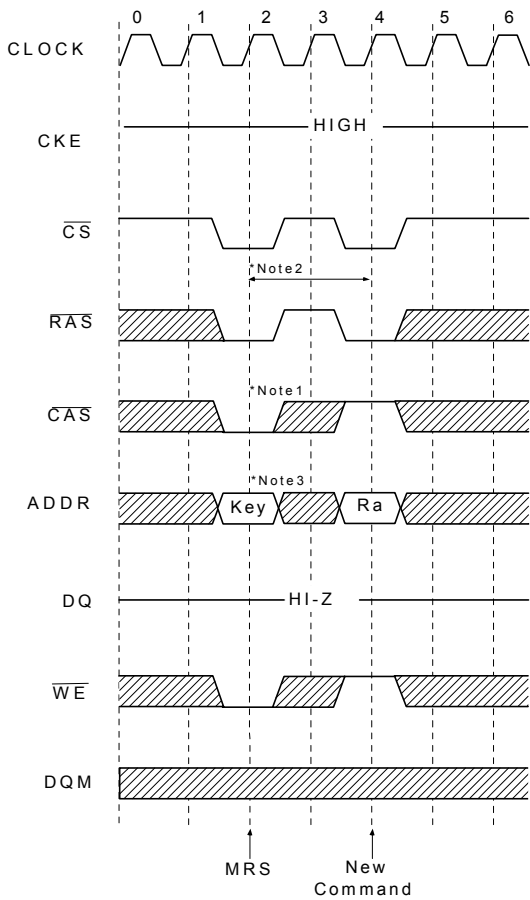 0 1 2 3 4 5 6
CLOCK
CKE
HIGH
CS
*Note2
RAS
*Note1
CAS
*Note3
ADDR
Key
Ra
DQ
HI-Z
WE
DQM
MRS
New
Command